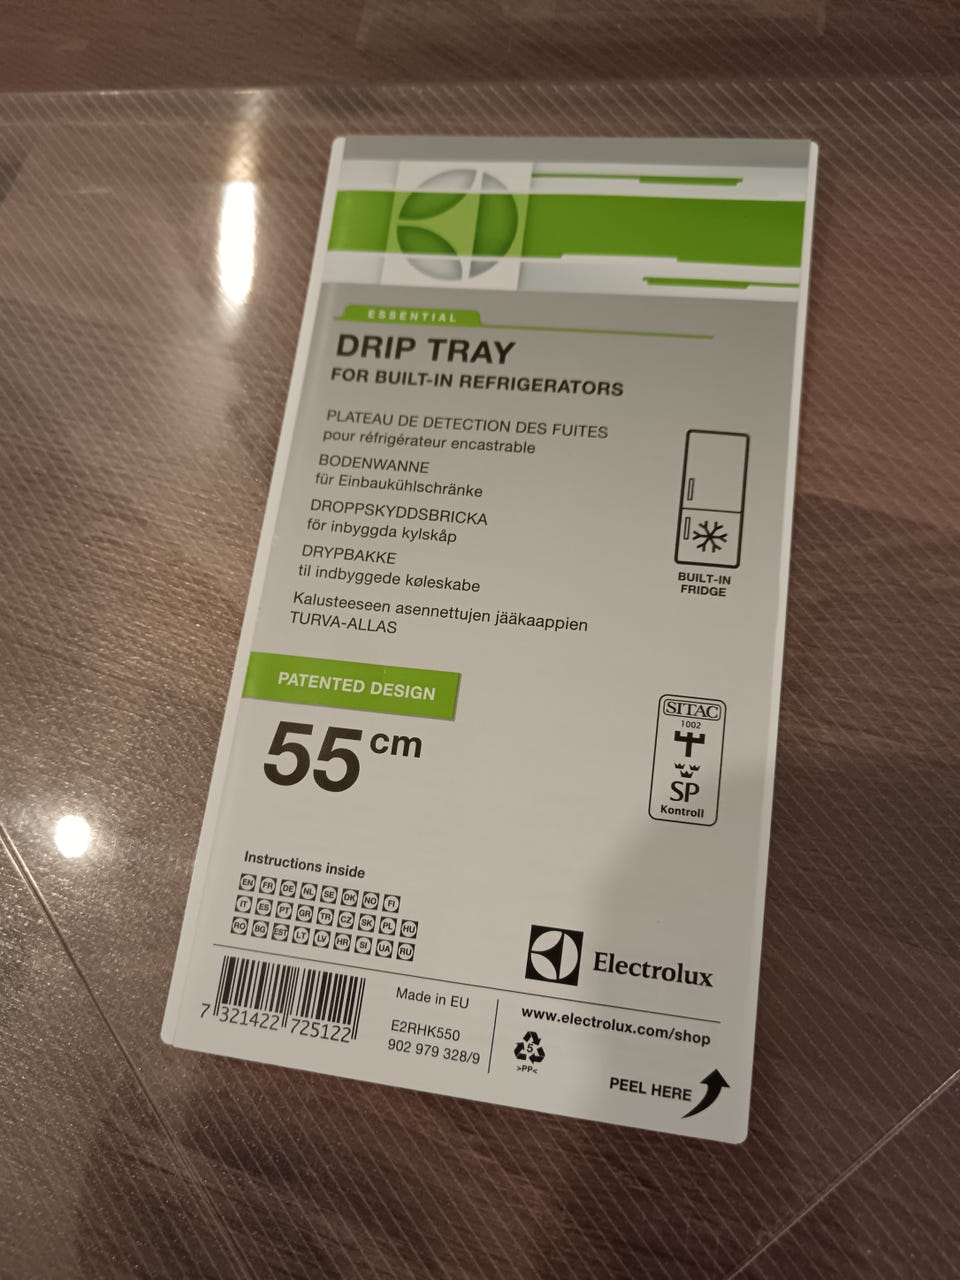 ESSENTIAL
DRIP TRAY
FOR BUILT-IN REFRIGERATORS
PLATEAU DE DETECTION DES FUITES
pour réfrigérateur encastrable
BODENWANNE
für Einbaukühlschränke
DROPPSKYDDSBRICKA
för inbyggda kylskåp
DRYPBAKKE
til indbyggede køleskabe
Kalusteeseen asennettujen jääkaappien
TURVA-ALLAS
BUILT-IN
FRIDGE
PATENTED DESIGN
55 cm
SITAC
1002
SP
Kontroll
Instructions inside
EN FR DE NL SE DK NO FI
IT ES PT GR TR CZ SK PL HU
RO BG EST LT LV HR SI UA RU
Electrolux
7 321422 725122
Made in EU
E2RHK550
902 979 328/9
www.electrolux.com/shop
5
>PP<
PEEL HERE